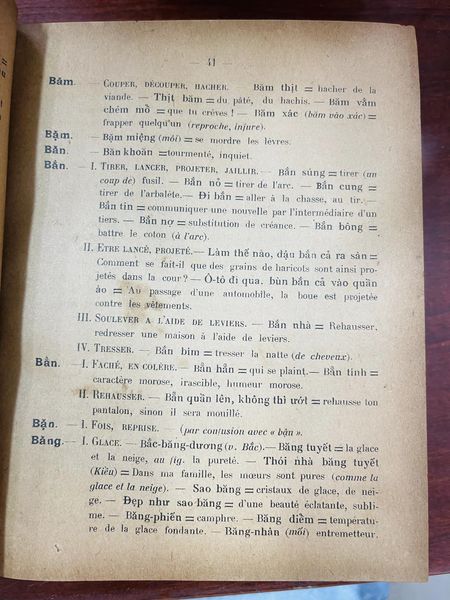 — 41 —
Băm. — COUPER, DÉCOUPER, HACHER. Băm thịt = hacher de la
viande. — Thịt băm = du pâté, du hachis. — Băm vằm
chém mổ = que tu crèves ! — Băm xác (băm vào xác) =
frapper quelqu'un (reproche, injure).
Bặm. — Bặm miệng (môi) = se mordre les lèvres.
Băn. — Băn khoăn = tourmenté, inquiet.
Bắn. — I. TIRER, LANCER, PROJETER, JAILLIR. — Bắn súng = tirer (un
coup de) fusil. — Bắn nỏ = tirer de l'arc. — Bắn cung =
tirer de l'arbalète. — Đi bắn = aller à la chasse, au tir. —
Bắn tin = communiquer une nouvelle par l'intermédiaire d'un
tiers. — Bắn nợ = substitution de créance. — Bắn bông =
battre le coton (à l'arc).
II. ETRE LANCÉ, PROJETÉ. — Làm thế nào, dậu bắn cả ra sân =
Comment se fait-il que des grains de haricots sont ainsi pro-
jetés dans la cour ? — Ô-tô đi qua, bùn bắn cả vào quần
áo = Au passage d'une automobile, la boue est projetée
contre les vêtements.
III. SOULEVER A L'AIDE DE LEVIERS. — Bắn nhà = Rehausser,
redresser une maison à l'aide de leviers.
IV. TRESSER. — Bắn bím = tresser la natte (de cheveux).
Bẳn. — I. FACHÉ, EN COLÈRE. — Bẳn hẳn = qui se plaint. — Bẳn tính =
caractère morose, irascible, humeur morose.
II. REHAUSSER. — Bẳn quần lên, không thì ướt = rehausse ton
pantalon, sinon il sera mouillé.
Bặn. — I. FOIS, REPRISE. — (par confusion avec « bận ».
Băng. — I. GLACE. — Bắc-băng-dương (v. Bắc). — Băng tuyết = la glace
et la neige, au fig. la pureté. — Thói nhà băng tuyết
(Kiều) = Dans ma famille, les mœurs sont pures (comme la
glace et la neige). — Sao băng = cristaux de glace, de nei-
ge. — Đẹp như sao băng = d'une beauté éclatante, subli-
me. — Băng-phiến = camphre. — Băng điểm = températu-
re de la glace fondante. — Băng-nhân (mối) entremetteur.